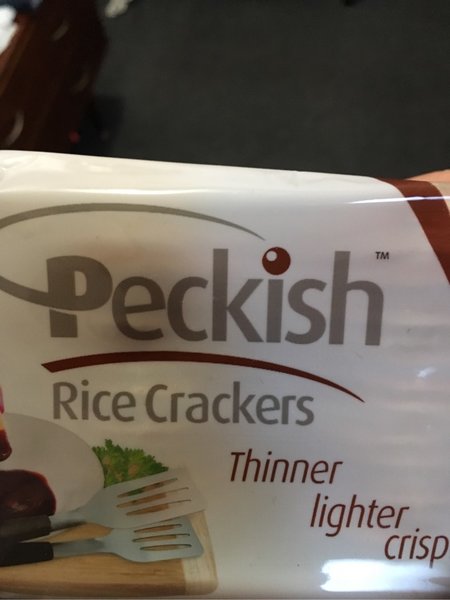 Peckish™
Rice Crackers
Thinner
lighter
crisp